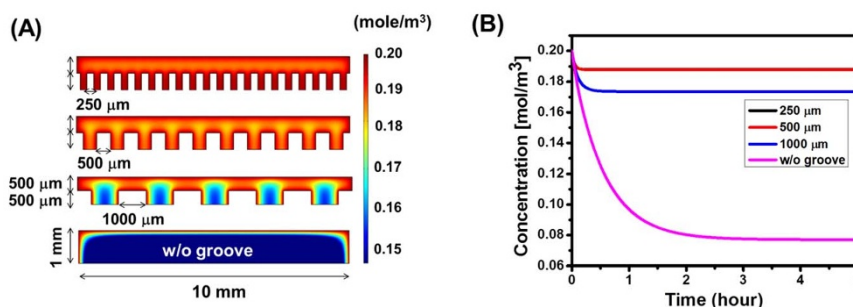 (A)
(mole/m³)
250 μm
500 μm
500 μm
500 μm
1000 μm
1 mm
w/o groove
10 mm
0.20
0.19
0.18
0.17
0.16
0.15
(B)
Concentration [mol/m³]
0.20
0.18
0.16
0.14
0.12
0.10
0.08
0.06
250 μm
500 μm
1000 μm
w/o groove
0 1 2 3 4
Time (hour)